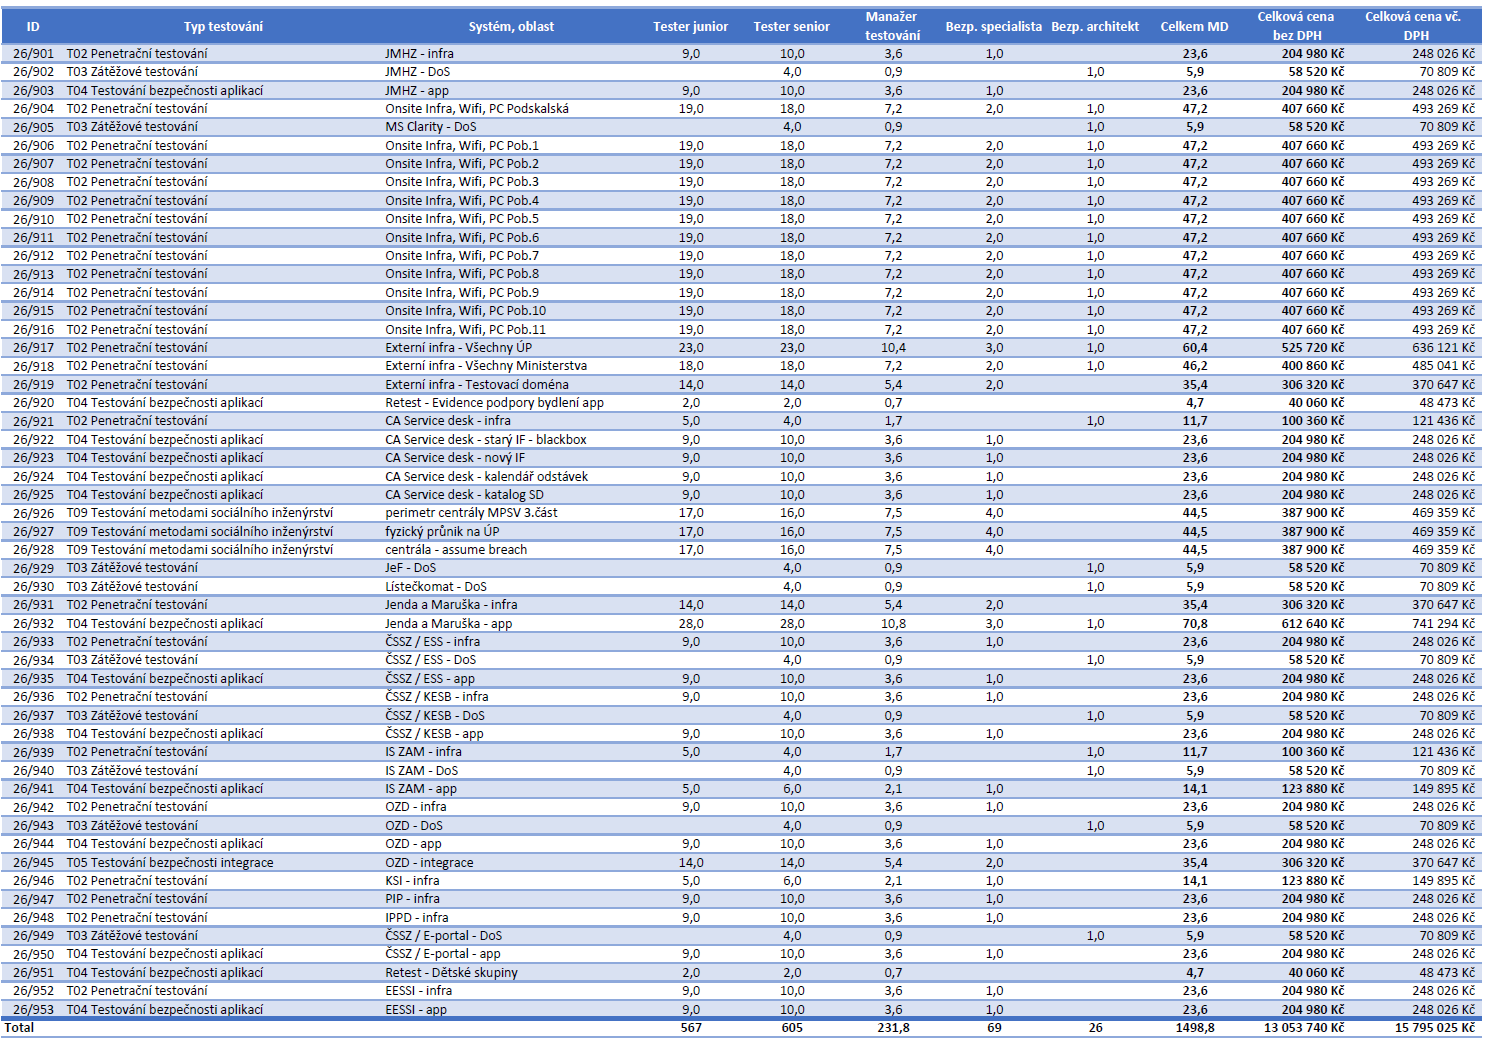 ID Typ testování Systém, oblast Tester junior Tester senior Manažer testování Bezp. specialista Bezp. architekt Celkem MD Celková cena bez DPH Celková cena vč. DPH
26/901 T02 Penetrační testování JMHZ - infra 9,0 10,0 3,6 1,0 23,6 204 980 Kč 248 026 Kč
26/902 T03 Zátěžové testování JMHZ - DoS 4,0 0,9 1,0 5,9 58 520 Kč 70 809 Kč
26/903 T04 Testování bezpečnosti aplikací JMHZ - app 9,0 10,0 3,6 1,0 23,6 204 980 Kč 248 026 Kč
26/904 T02 Penetrační testování Onsite Infra, Wifi, PC Podskalská 19,0 18,0 7,2 2,0 1,0 47,2 407 660 Kč 493 269 Kč
26/905 T03 Zátěžové testování MS Clarity - DoS 4,0 0,9 1,0 5,9 58 520 Kč 70 809 Kč
26/906 T02 Penetrační testování Onsite Infra, Wifi, PC Pob.1 19,0 18,0 7,2 2,0 1,0 47,2 407 660 Kč 493 269 Kč
26/907 T02 Penetrační testování Onsite Infra, Wifi, PC Pob.2 19,0 18,0 7,2 2,0 1,0 47,2 407 660 Kč 493 269 Kč
26/908 T02 Penetrační testování Onsite Infra, Wifi, PC Pob.3 19,0 18,0 7,2 2,0 1,0 47,2 407 660 Kč 493 269 Kč
26/909 T02 Penetrační testování Onsite Infra, Wifi, PC Pob.4 19,0 18,0 7,2 2,0 1,0 47,2 407 660 Kč 493 269 Kč
26/910 T02 Penetrační testování Onsite Infra, Wifi, PC Pob.5 19,0 18,0 7,2 2,0 1,0 47,2 407 660 Kč 493 269 Kč
26/911 T02 Penetrační testování Onsite Infra, Wifi, PC Pob.6 19,0 18,0 7,2 2,0 1,0 47,2 407 660 Kč 493 269 Kč
26/912 T02 Penetrační testování Onsite Infra, Wifi, PC Pob.7 19,0 18,0 7,2 2,0 1,0 47,2 407 660 Kč 493 269 Kč
26/913 T02 Penetrační testování Onsite Infra, Wifi, PC Pob.8 19,0 18,0 7,2 2,0 1,0 47,2 407 660 Kč 493 269 Kč
26/914 T02 Penetrační testování Onsite Infra, Wifi, PC Pob.9 19,0 18,0 7,2 2,0 1,0 47,2 407 660 Kč 493 269 Kč
26/915 T02 Penetrační testování Onsite Infra, Wifi, PC Pob.10 19,0 18,0 7,2 2,0 1,0 47,2 407 660 Kč 493 269 Kč
26/916 T02 Penetrační testování Onsite Infra, Wifi, PC Pob.11 19,0 18,0 7,2 2,0 1,0 47,2 407 660 Kč 493 269 Kč
26/917 T02 Penetrační testování Externí infra - Všechny ÚP 23,0 23,0 10,4 3,0 1,0 60,4 525 720 Kč 636 121 Kč
26/918 T02 Penetrační testování Externí infra - Všechny Ministerstva 18,0 18,0 7,2 2,0 1,0 46,2 400 860 Kč 485 041 Kč
26/919 T02 Penetrační testování Externí infra - Testovací doména 14,0 14,0 5,4 2,0 35,4 306 320 Kč 370 647 Kč
26/920 T04 Testování bezpečnosti aplikací Retest - Evidence podpory bydlení app 2,0 2,0 0,7 4,7 40 060 Kč 48 473 Kč
26/921 T02 Penetrační testování CA Service desk - infra 5,0 4,0 1,7 1,0 11,7 100 360 Kč 121 436 Kč
26/922 T04 Testování bezpečnosti aplikací CA Service desk - starý IF - blackbox 9,0 10,0 3,6 1,0 23,6 204 980 Kč 248 026 Kč
26/923 T04 Testování bezpečnosti aplikací CA Service desk - nový IF 9,0 10,0 3,6 1,0 23,6 204 980 Kč 248 026 Kč
26/924 T04 Testování bezpečnosti aplikací CA Service desk - kalendář odstávek 9,0 10,0 3,6 1,0 23,6 204 980 Kč 248 026 Kč
26/925 T04 Testování bezpečnosti aplikací CA Service desk - katalog SD 9,0 10,0 3,6 1,0 23,6 204 980 Kč 248 026 Kč
26/926 T09 Testování metodami sociálního inženýrství perimetr centrály MPSV 3.část 17,0 16,0 7,5 4,0 44,5 387 900 Kč 469 359 Kč
26/927 T09 Testování metodami sociálního inženýrství fyzický průnik na ÚP 17,0 16,0 7,5 4,0 44,5 387 900 Kč 469 359 Kč
26/928 T09 Testování metodami sociálního inženýrství centrála - assume breach 17,0 16,0 7,5 4,0 44,5 387 900 Kč 469 359 Kč
26/929 T03 Zátěžové testování JeF - DoS 4,0 0,9 1,0 5,9 58 520 Kč 70 809 Kč
26/930 T03 Zátěžové testování Lístečkomat - DoS 4,0 0,9 1,0 5,9 58 520 Kč 70 809 Kč
26/931 T02 Penetrační testování Jenda a Maruška - infra 14,0 14,0 5,4 2,0 35,4 306 320 Kč 370 647 Kč
26/932 T04 Testování bezpečnosti aplikací Jenda a Maruška - app 28,0 28,0 10,8 3,0 1,0 70,8 612 640 Kč 741 294 Kč
26/933 T02 Penetrační testování ČSSZ / ESS - infra 9,0 10,0 3,6 1,0 23,6 204 980 Kč 248 026 Kč
26/934 T03 Zátěžové testování ČSSZ / ESS - DoS 4,0 0,9 1,0 5,9 58 520 Kč 70 809 Kč
26/935 T04 Testování bezpečnosti aplikací ČSSZ / ESS - app 9,0 10,0 3,6 1,0 23,6 204 980 Kč 248 026 Kč
26/936 T02 Penetrační testování ČSSZ / KESB - infra 9,0 10,0 3,6 1,0 23,6 204 980 Kč 248 026 Kč
26/937 T03 Zátěžové testování ČSSZ / KESB - DoS 4,0 0,9 1,0 5,9 58 520 Kč 70 809 Kč
26/938 T04 Testování bezpečnosti aplikací ČSSZ / KESB - app 9,0 10,0 3,6 1,0 23,6 204 980 Kč 248 026 Kč
26/939 T02 Penetrační testování IS ZAM - infra 5,0 4,0 1,7 1,0 11,7 100 360 Kč 121 436 Kč
26/940 T03 Zátěžové testování IS ZAM - DoS 4,0 0,9 1,0 5,9 58 520 Kč 70 809 Kč
26/941 T04 Testování bezpečnosti aplikací IS ZAM - app 5,0 6,0 2,1 1,0 14,1 123 880 Kč 149 895 Kč
26/942 T02 Penetrační testování OZD - infra 9,0 10,0 3,6 1,0 23,6 204 980 Kč 248 026 Kč
26/943 T03 Zátěžové testování OZD - DoS 4,0 0,9 1,0 5,9 58 520 Kč 70 809 Kč
26/944 T04 Testování bezpečnosti aplikací OZD - app 9,0 10,0 3,6 1,0 23,6 204 980 Kč 248 026 Kč
26/945 T05 Testování bezpečnosti integrace OZD - integrace 14,0 14,0 5,4 2,0 35,4 306 320 Kč 370 647 Kč
26/946 T02 Penetrační testování KSI - infra 5,0 6,0 2,1 1,0 14,1 123 880 Kč 149 895 Kč
26/947 T02 Penetrační testování PIP - infra 9,0 10,0 3,6 1,0 23,6 204 980 Kč 248 026 Kč
26/948 T02 Penetrační testování IPPD - infra 9,0 10,0 3,6 1,0 23,6 204 980 Kč 248 026 Kč
26/949 T03 Zátěžové testování ČSSZ / E-portal - DoS 4,0 0,9 1,0 5,9 58 520 Kč 70 809 Kč
26/950 T04 Testování bezpečnosti aplikací ČSSZ / E-portal - app 9,0 10,0 3,6 1,0 23,6 204 980 Kč 248 026 Kč
26/951 T04 Testování bezpečnosti aplikací Retest - Dětské skupiny 2,0 2,0 0,7 4,7 40 060 Kč 48 473 Kč
26/952 T02 Penetrační testování EESSI - infra 9,0 10,0 3,6 1,0 23,6 204 980 Kč 248 026 Kč
26/953 T04 Testování bezpečnosti aplikací EESSI - app 9,0 10,0 3,6 1,0 23,6 204 980 Kč 248 026 Kč
Total 567 605 231,8 69 26 1498,8 13 053 740 Kč 15 795 025 Kč